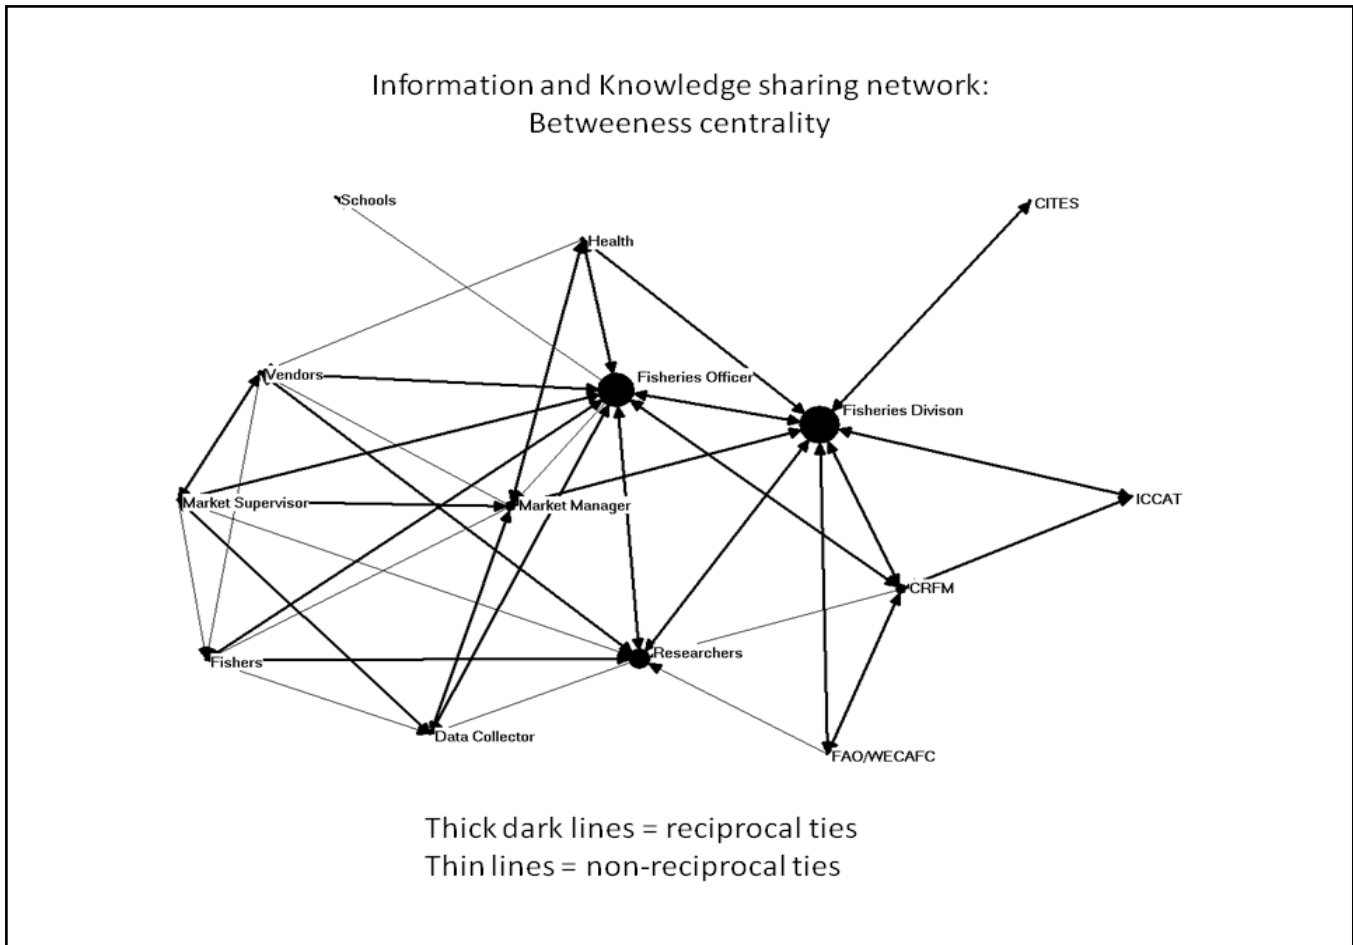 Information and Knowledge sharing network:
Betweeness centrality
Schools
CITES
Health
Vendors
Fisheries Officer
Fisheries Divison
Market Supervisor
Market Manager
ICCAT
CRFM
Researchers
Fishers
Data Collector
FAO/WECAFC
Thick dark lines = reciprocal ties
Thin lines = non-reciprocal ties